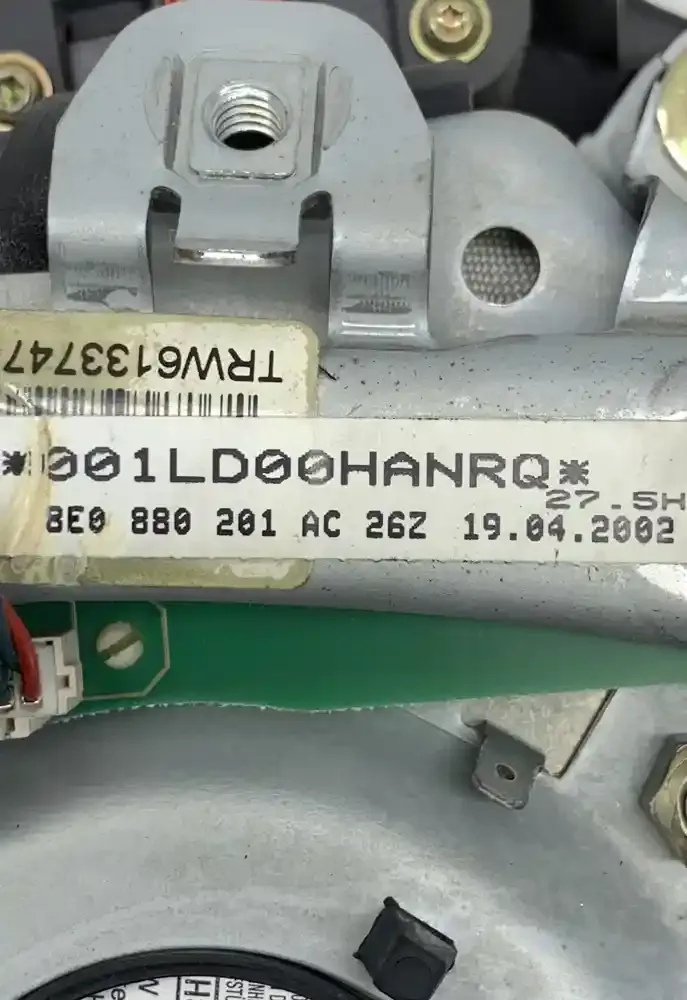 TRW6133747
*001LD00HANRQ*
27.5H
8E0 880 201 AC 26Z 19.04.2002